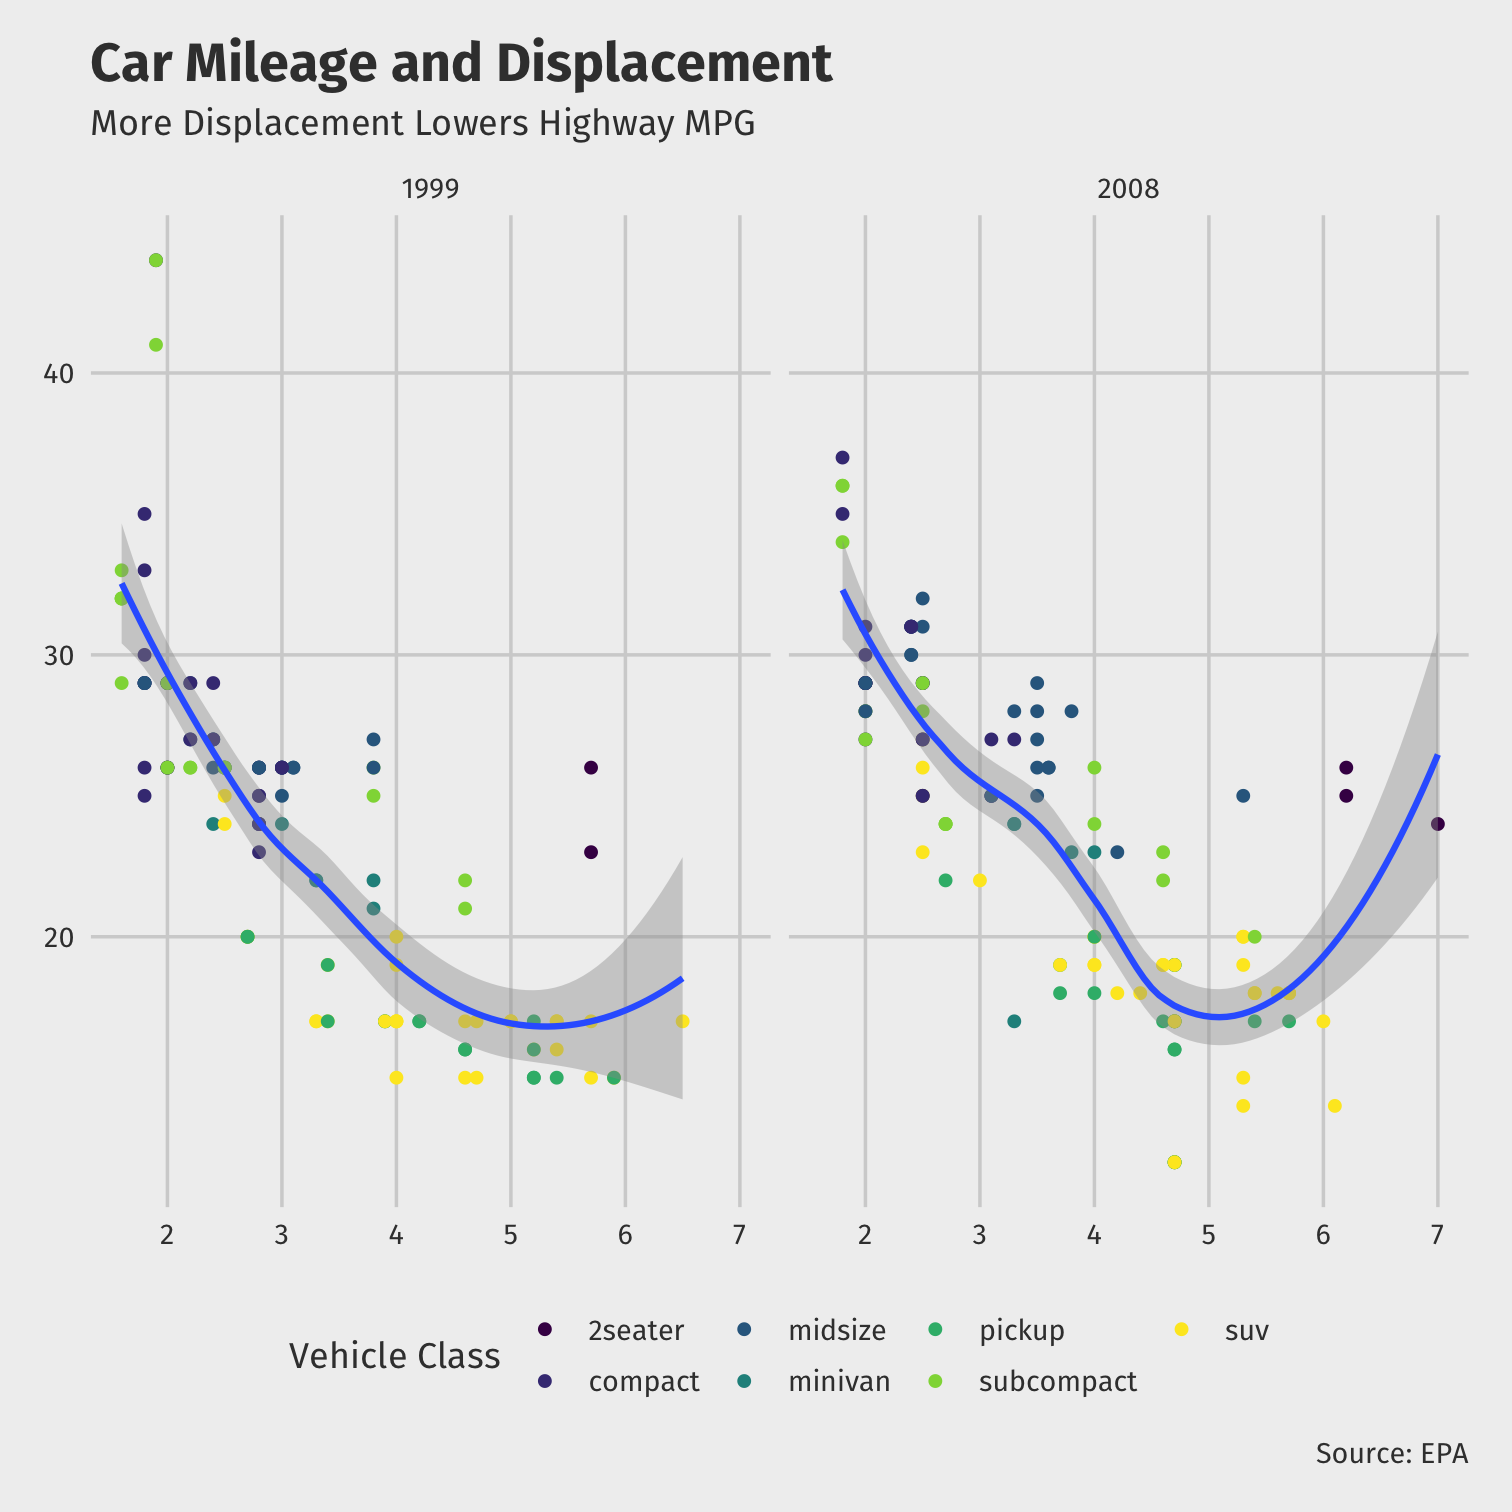 Car Mileage and Displacement
More Displacement Lowers Highway MPG
1999
2008
40
30
20
2 3 4 5 6 7
2 3 4 5 6 7
Vehicle Class
2seater midsize pickup suv
compact minivan subcompact
Source: EPA